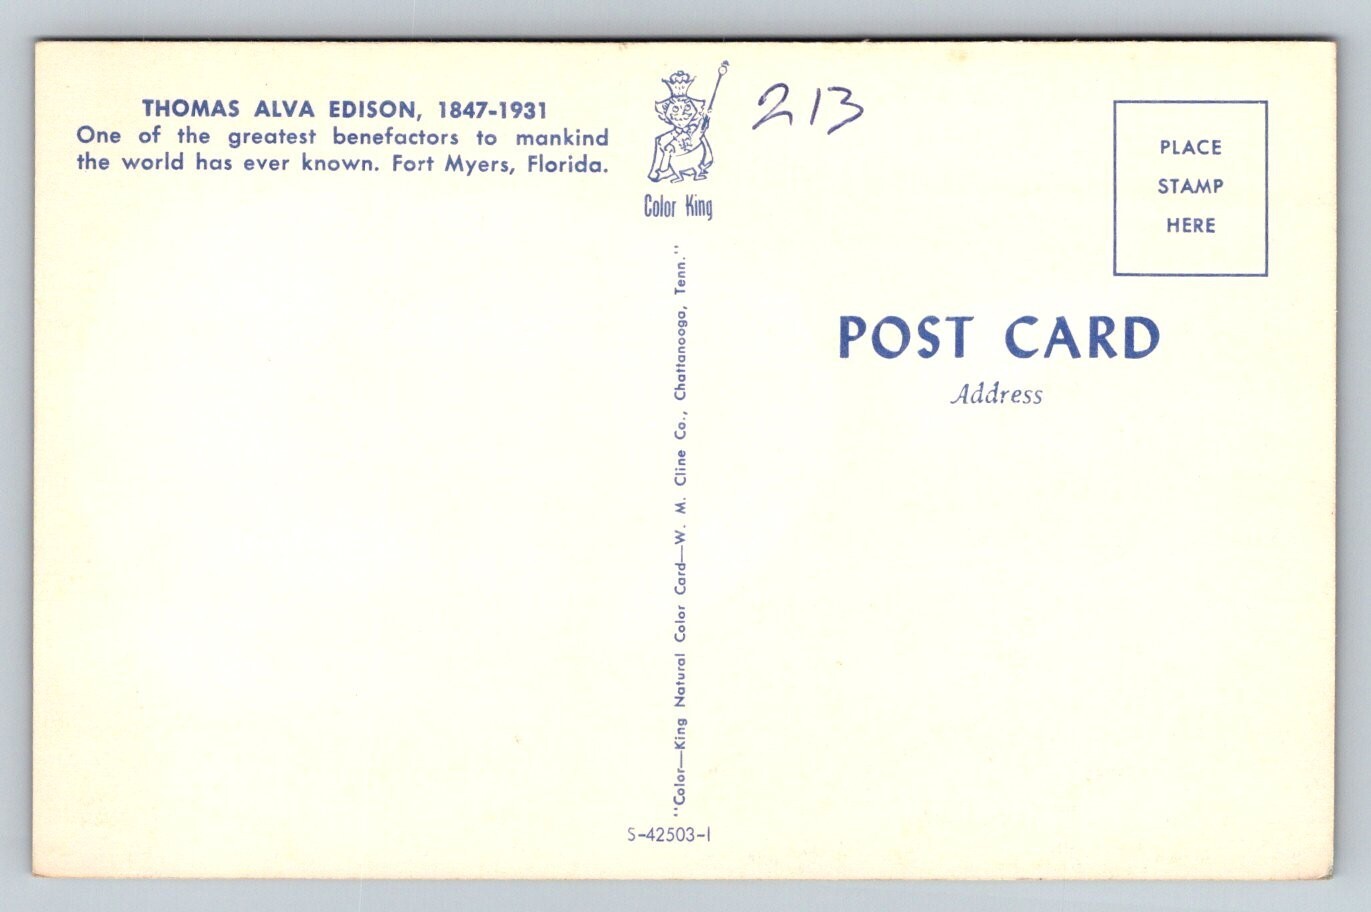 THOMAS ALVA EDISON, 1847-1931
One of the greatest benefactors to mankind
the world has ever known. Fort Myers, Florida.
Color King
213
PLACE
STAMP
HERE
POST CARD
Address
"Color—King Natural Color Card—W. M. Cline Co., Chattanooga, Tenn."
S-42503-1